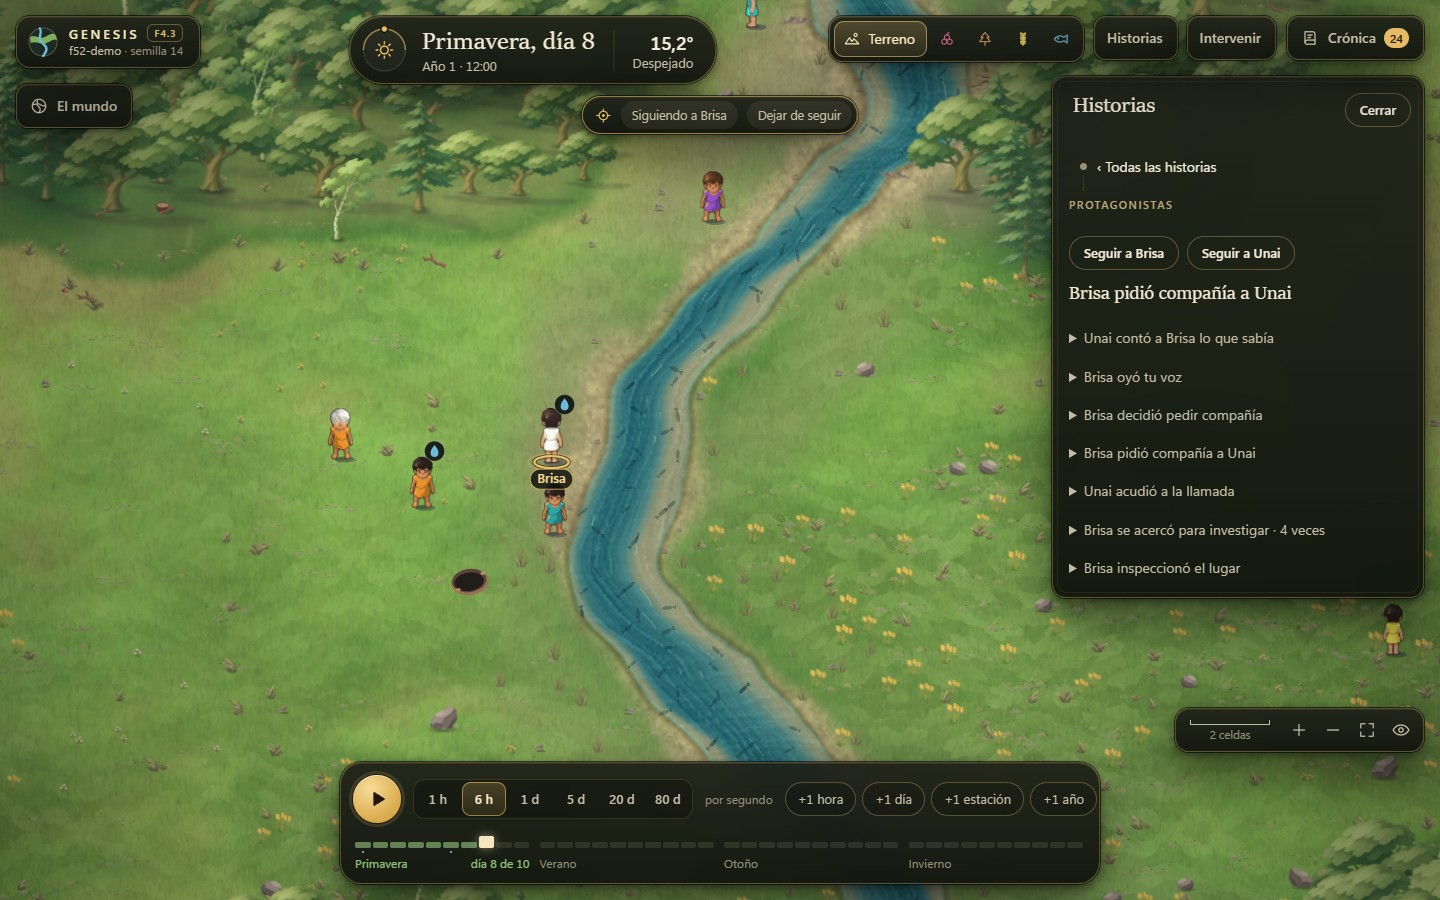 GENESIS F4.3
f52-demo · semilla 14
El mundo
Primavera, día 8
Año 1 · 12:00
15,2°
Despejado
Siguiendo a Brisa
Dejar de seguir
Terreno
Historias
Intervenir
Crónica 24
Historias
Cerrar
‹ Todas las historias
PROTAGONISTAS
Seguir a Brisa
Seguir a Unai
Brisa pidió compañía a Unai
▶ Unai contó a Brisa lo que sabía
▶ Brisa oyó tu voz
▶ Brisa decidió pedir compañía
▶ Brisa pidió compañía a Unai
▶ Unai acudió a la llamada
▶ Brisa se acercó para investigar · 4 veces
▶ Brisa inspeccionó el lugar
Brisa
2 celdas
1 h
6 h
1 d
5 d
20 d
80 d
por segundo
+1 hora
+1 día
+1 estación
+1 año
Primavera
día 8 de 10
Verano
Otoño
Invierno